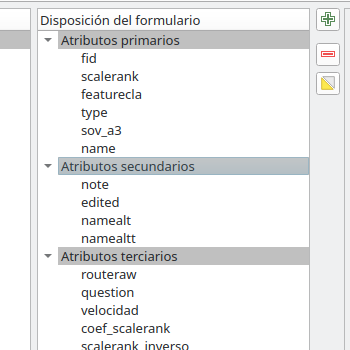 Disposición del formulario
Atributos primarios
fid
scalerank
featurecla
type
sov_a3
name
Atributos secundarios
note
edited
namealt
namealtt
Atributos terciarios
routeraw
question
velocidad
coef_scalerank
scalerank_inverso